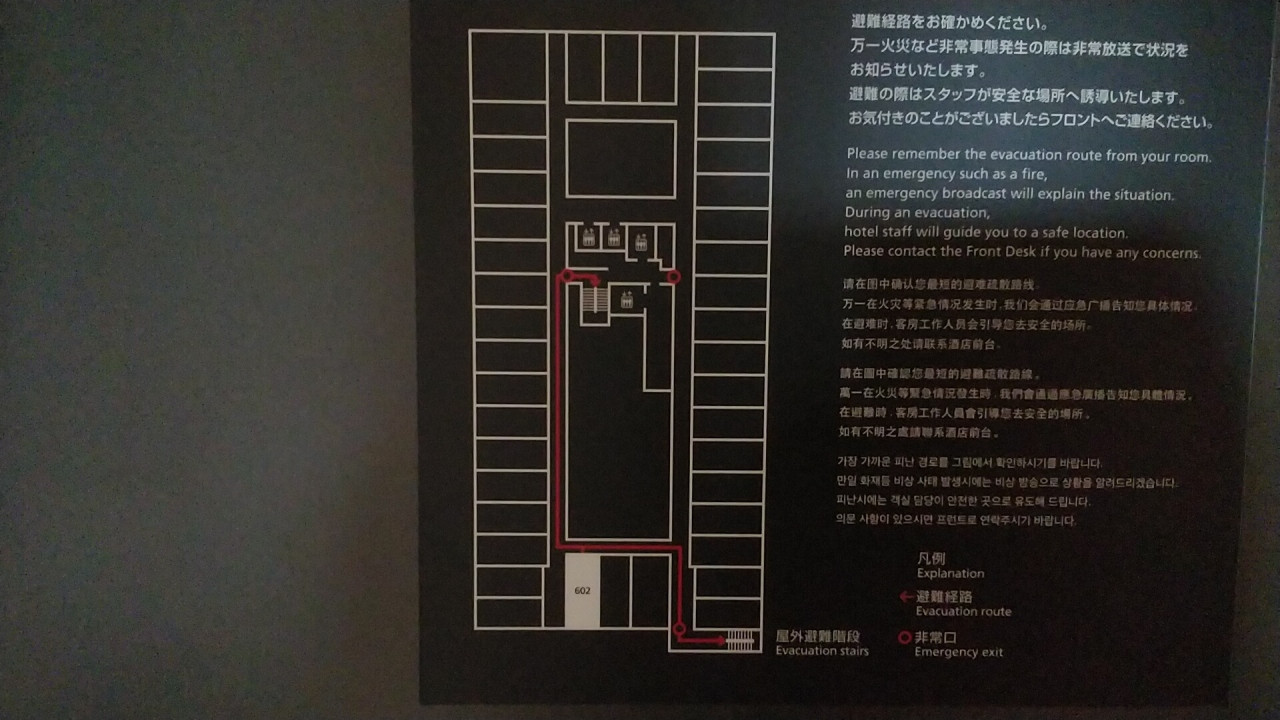 避難経路をお確かめください。
万一火災など非常事態発生の際は非常放送で状況を
お知らせいたします。
避難の際はスタッフが安全な場所へ誘導いたします。
お気付きのことがございましたらフロントへご連絡ください。
Please remember the evacuation route from your room.
In an emergency such as a fire,
an emergency broadcast will explain the situation.
During an evacuation,
hotel staff will guide you to a safe location.
Please contact the Front Desk if you have any concerns.
请在图中确认您最短的避难疏散路线.
万一在火灾等紧急情况发生时,我们会通过应急广播告知您具体情况.
在避难时,客房工作人员会引导您去安全的场所。
如有不明之处请联系酒店前台.
請在圖中確認您最短的避難疏散路線。
萬一在火災等緊急情況發生時,我們會通過應急廣播告知您具體情況。
在避難時,客房工作人員會引導您去安全的場所。
如有不明之處請聯系酒店前台。
가장 가까운 피난 경로를 그림에서 확인하시기를 바랍니다.
만일 화재등 비상 사태 발생시에는 비상 방송으로 상황을 알려드리겠습니다.
피난시에는 객실 담당이 안전한 곳으로 유도해 드립니다.
의문 사항이 있으시면 프런트로 연락주시기 바랍니다.
凡例
Explanation
避難経路
Evacuation route
非常口
Emergency exit
602
屋外避難階段
Evacuation stairs